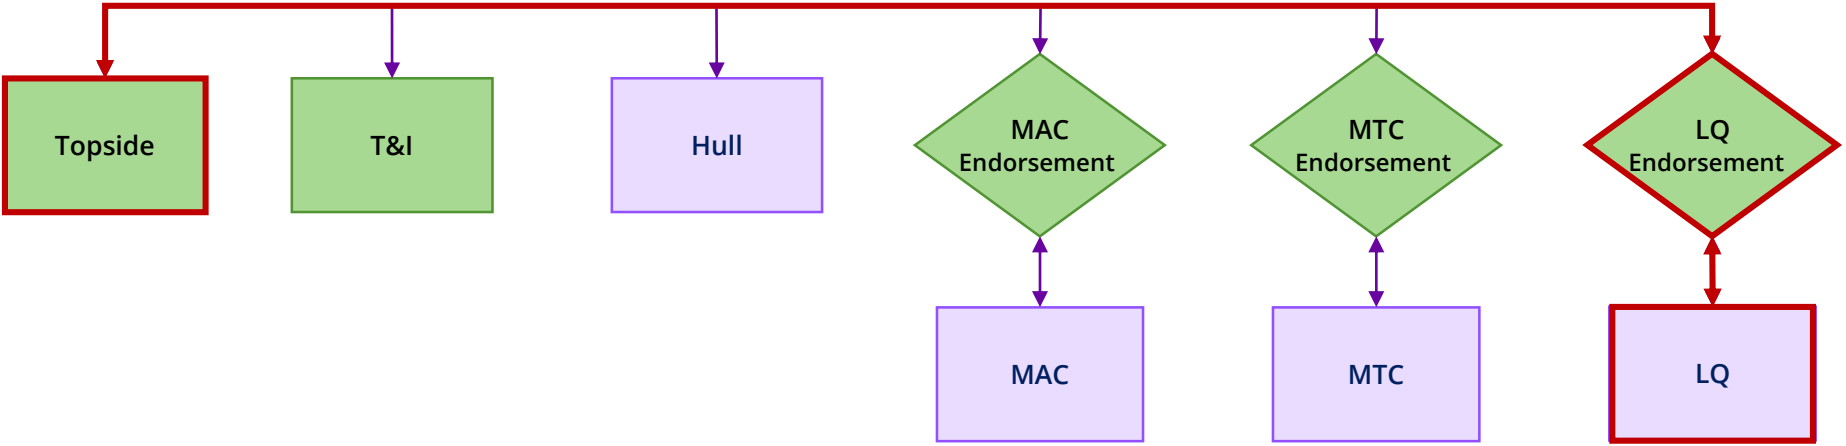 Topside
T&I
Hull
MAC
Endorsement
MTC
Endorsement
LQ
Endorsement
MAC
MTC
LQ